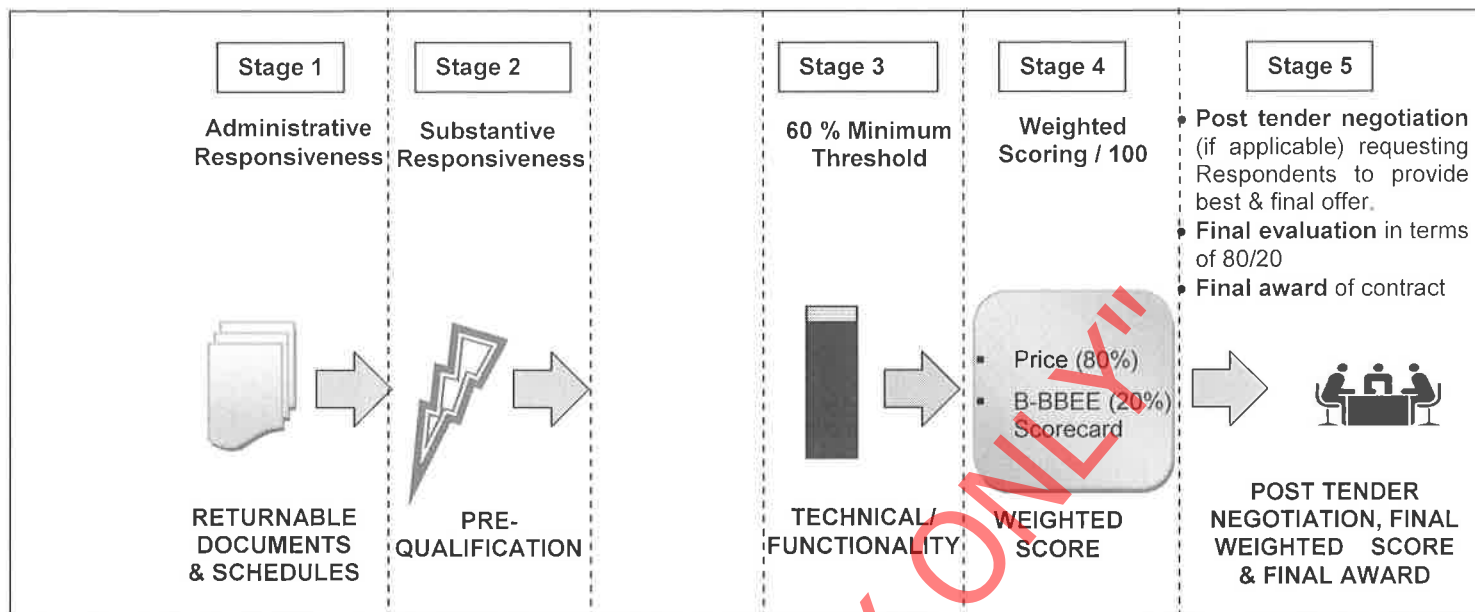 Stage 1
Administrative
Responsiveness
RETURNABLE
DOCUMENTS
& SCHEDULES
Stage 2
Substantive
Responsiveness
PRE-
QUALIFICATION
Stage 3
60 % Minimum
Threshold
TECHNICAL/
FUNCTIONALITY
Stage 4
Weighted
Scoring / 100
▪ Price (80%)
▪ B-BBEE (20%)
Scorecard
WEIGHTED
SCORE
Stage 5
• Post tender negotiation
(if applicable) requesting
Respondents to provide
best & final offer.
• Final evaluation in terms
of 80/20
• Final award of contract
POST TENDER
NEGOTIATION, FINAL
WEIGHTED SCORE
& FINAL AWARD
ONLY"